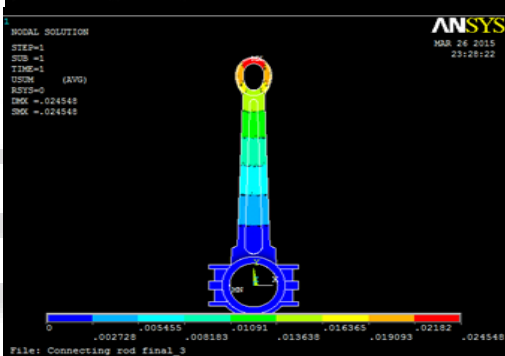 1
ANSYS
NODAL SOLUTION
MAR 26 2015
23:28:22
STEP=1
SUB =1
TIME=1
USUM (AVG)
RSYS=0
DMX =.024548
SMX =.024548
MX
Y
X
MN
0 .005455 .01091 .016365 .02182
.002728 .008183 .013638 .019093 .024548
File: Connecting rod final_3